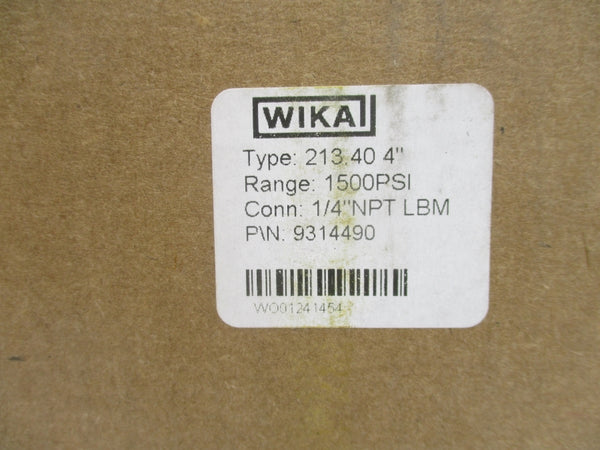 WIKA
Type: 213.40 4"
Range: 1500PSI
Conn: 1/4"NPT LBM
P\N: 9314490
WO01241454